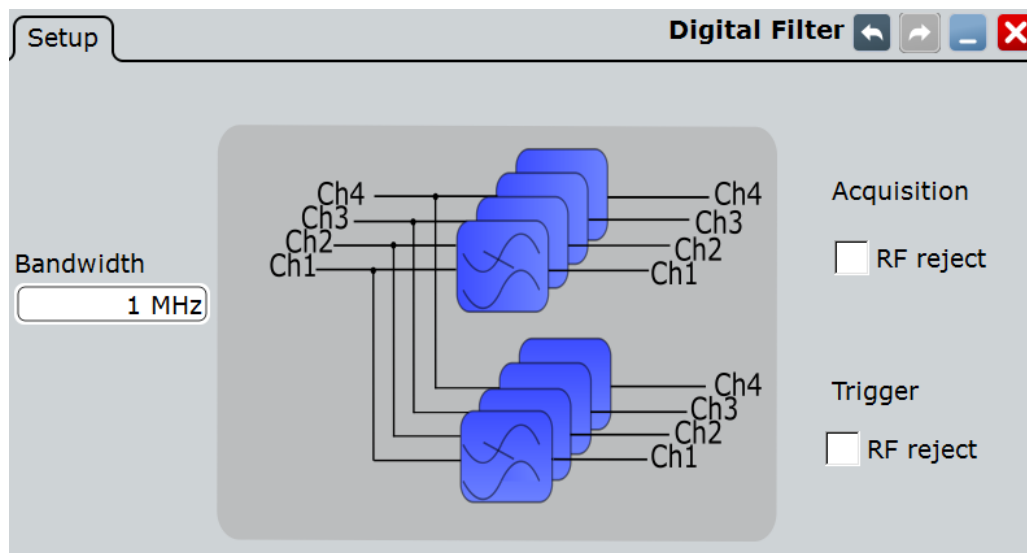 Setup
Digital Filter
Ch4
Ch3
Ch2
Ch1
Ch4
Ch3
Ch2
Ch1
Acquisition
RF reject
Bandwidth
1 MHz
Ch4
Ch3
Ch2
Ch1
Trigger
RF reject